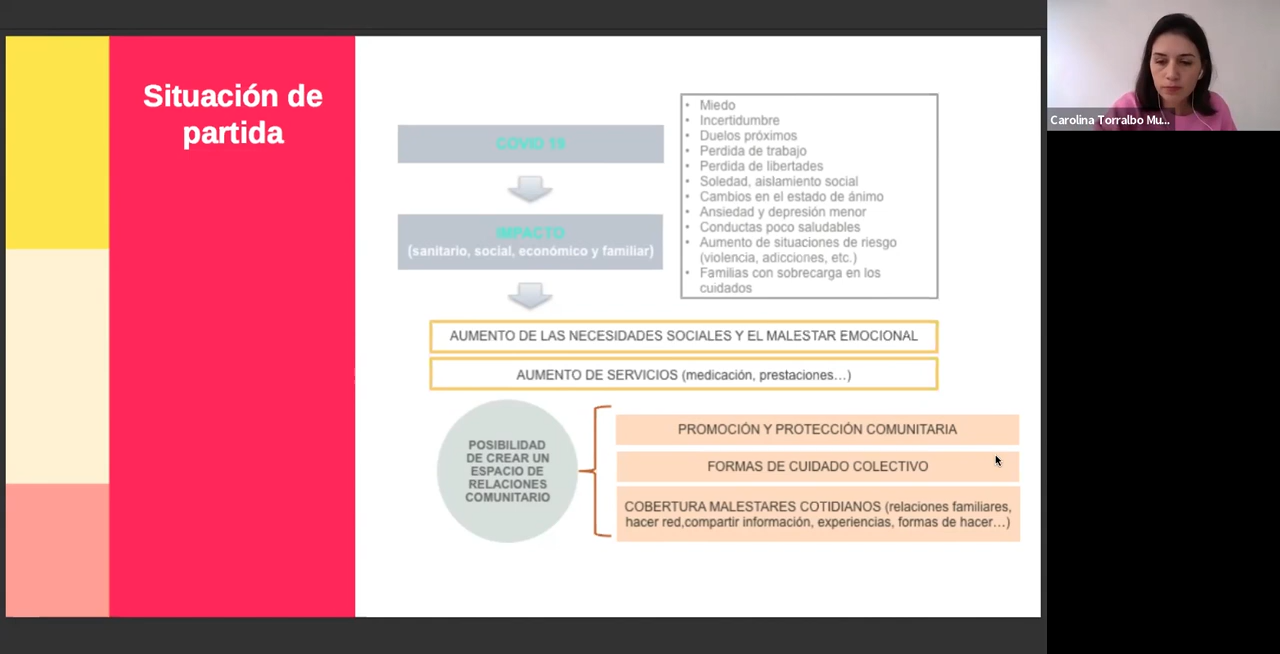 Situación de
partida
COVID 19
IMPACTO
(sanitario, social, económico y familiar)
• Miedo
• Incertidumbre
• Duelos próximos
• Perdida de trabajo
• Perdida de libertades
• Soledad, aislamiento social
• Cambios en el estado de ánimo
• Ansiedad y depresión menor
• Conductas poco saludables
• Aumento de situaciones de riesgo
(violencia, adicciones, etc.)
• Familias con sobrecarga en los
cuidados
AUMENTO DE LAS NECESIDADES SOCIALES Y EL MALESTAR EMOCIONAL
AUMENTO DE SERVICIOS (medicación, prestaciones…)
POSIBILIDAD
DE CREAR UN
ESPACIO DE
RELACIONES
COMUNITARIO
PROMOCIÓN Y PROTECCIÓN COMUNITARIA
FORMAS DE CUIDADO COLECTIVO
COBERTURA MALESTARES COTIDIANOS (relaciones familiares,
hacer red,compartir información, experiencias, formas de hacer…)
Carolina Torralbo Mu...